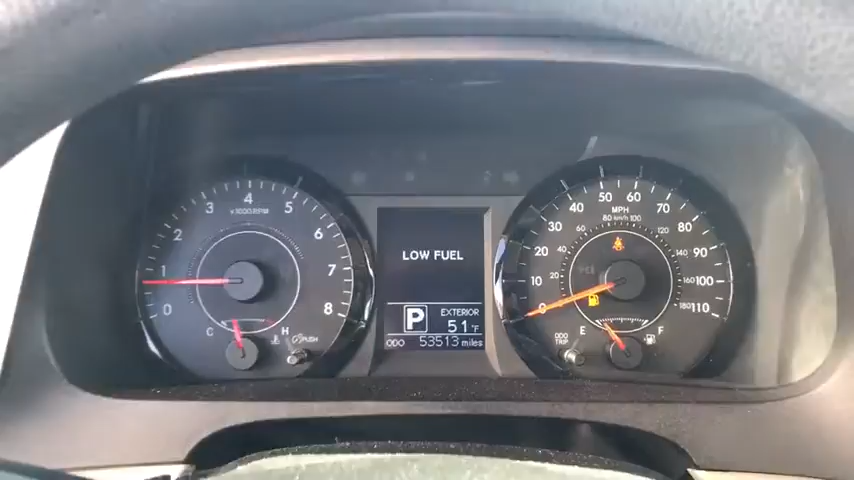 0 1 2 3 4 5 6 7 8
x1000RPM
C H
PUSH
LOW FUEL
P EXTERIOR
51°F
ODO 53513 miles
0 10 20 30 40 50 60 70 80 90 100 110
MPH
km/h
20 40 60 80 100 120 140 160 180
ODO
TRIP
E F